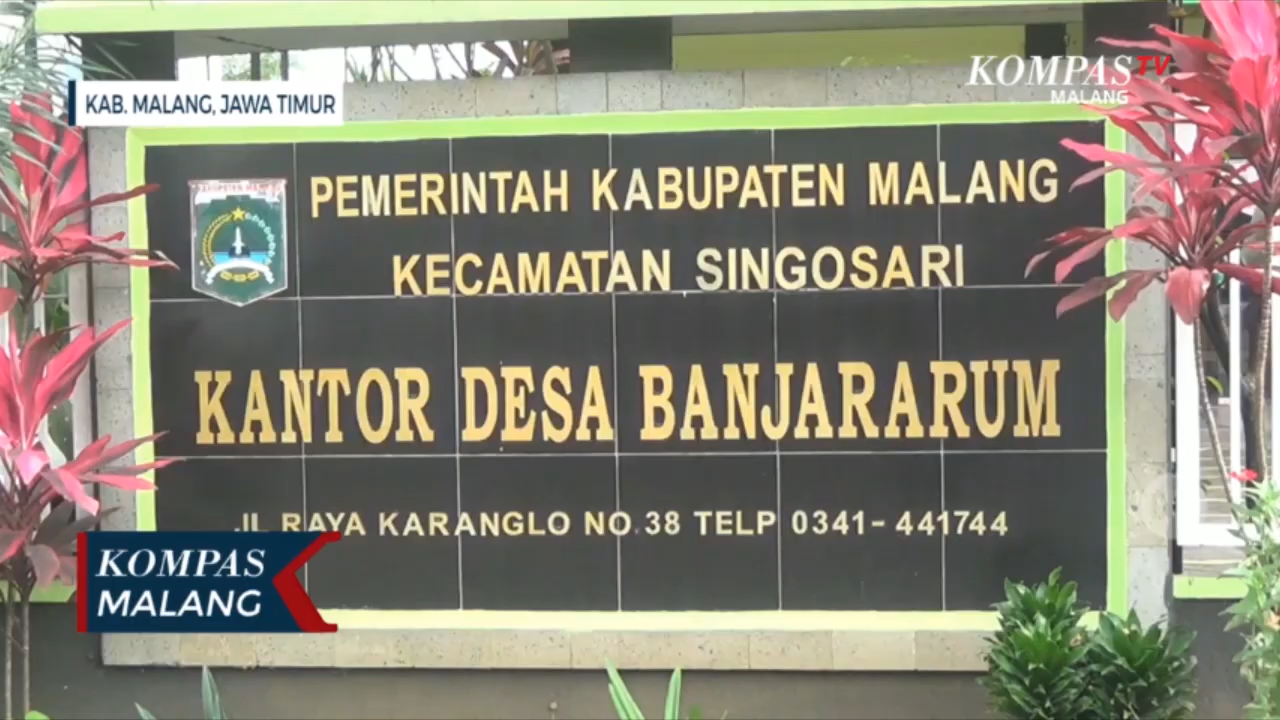 KOMPASTV
MALANG
KAB. MALANG, JAWA TIMUR
PEMERINTAH KABUPATEN MALANG
KECAMATAN SINGOSARI
KANTOR DESA BANJARARUM
JL RAYA KARANGLO NO.38 TELP 0341-441744
KOMPAS
MALANG